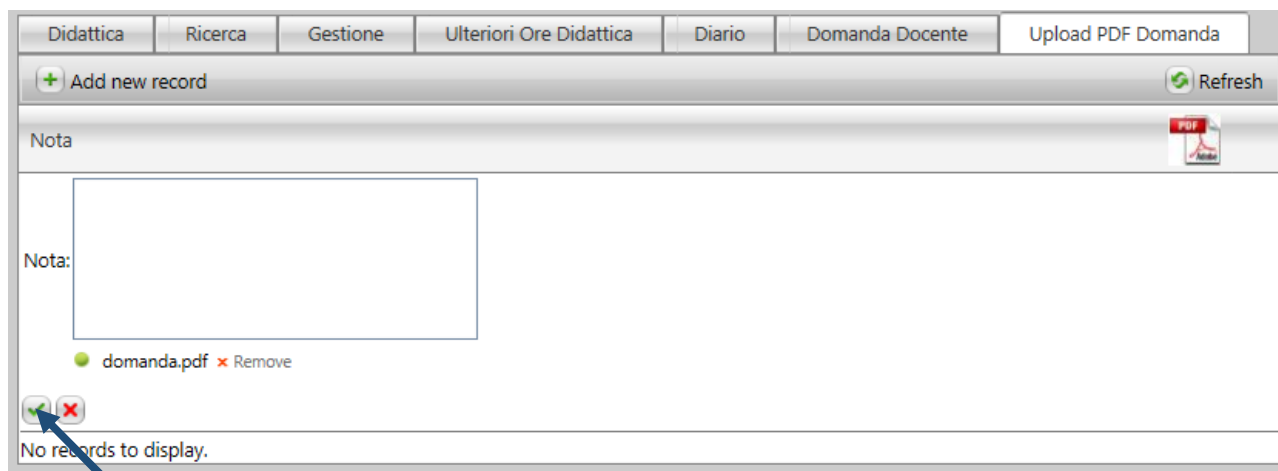 Didattica Ricerca Gestione Ulteriori Ore Didattica Diario Domanda Docente Upload PDF Domanda
Add new record Refresh
Nota PDF Adobe
Nota:
domanda.pdf × Remove
No records to display.